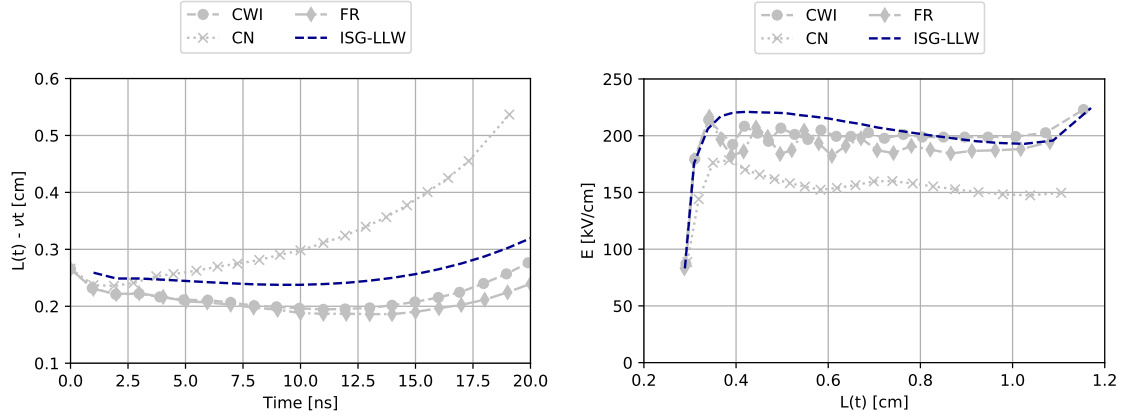 CWI
FR
CN
ISG-LLW
0.6
0.5
0.4
0.3
0.2
0.1
L(t) - νt [cm]
0.0
2.5
5.0
7.5
10.0
12.5
15.0
17.5
20.0
Time [ns]
CWI
FR
CN
ISG-LLW
250
200
150
100
50
0
E [kV/cm]
0.2
0.4
0.6
0.8
1.0
1.2
L(t) [cm]